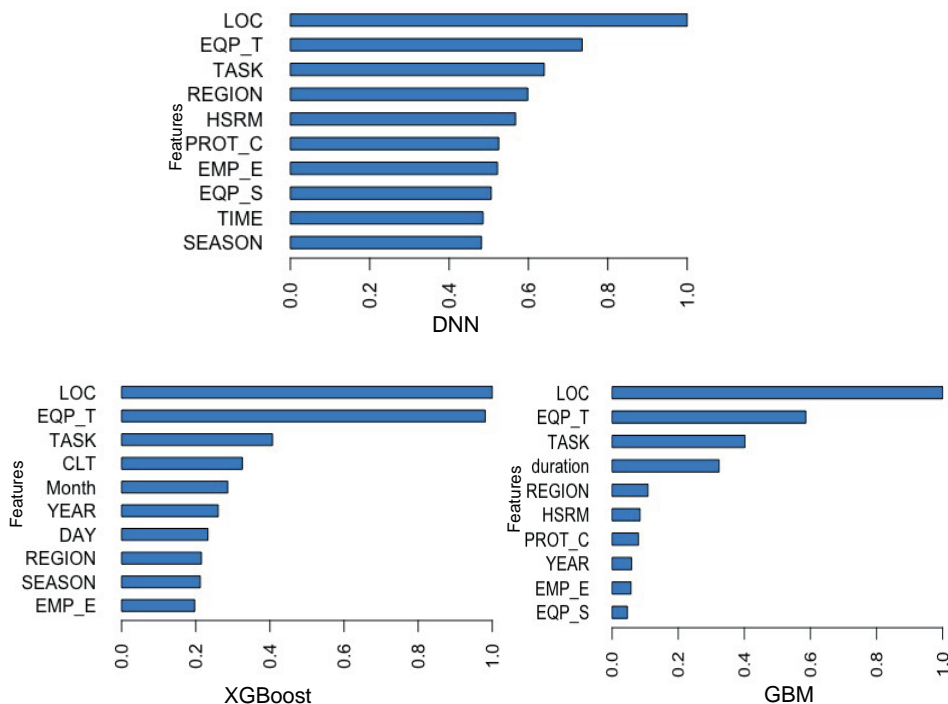 LOC
EQP_T
TASK
REGION
HSRM
PROT_C
EMP_E
EQP_S
TIME
SEASON
Features
0.0 0.2 0.4 0.6 0.8 1.0
DNN
LOC
EQP_T
TASK
CLT
Month
YEAR
DAY
REGION
SEASON
EMP_E
Features
0.0 0.2 0.4 0.6 0.8 1.0
XGBoost
LOC
EQP_T
TASK
duration
REGION
HSRM
PROT_C
YEAR
EMP_E
EQP_S
Features
0.0 0.2 0.4 0.6 0.8 1.0
GBM